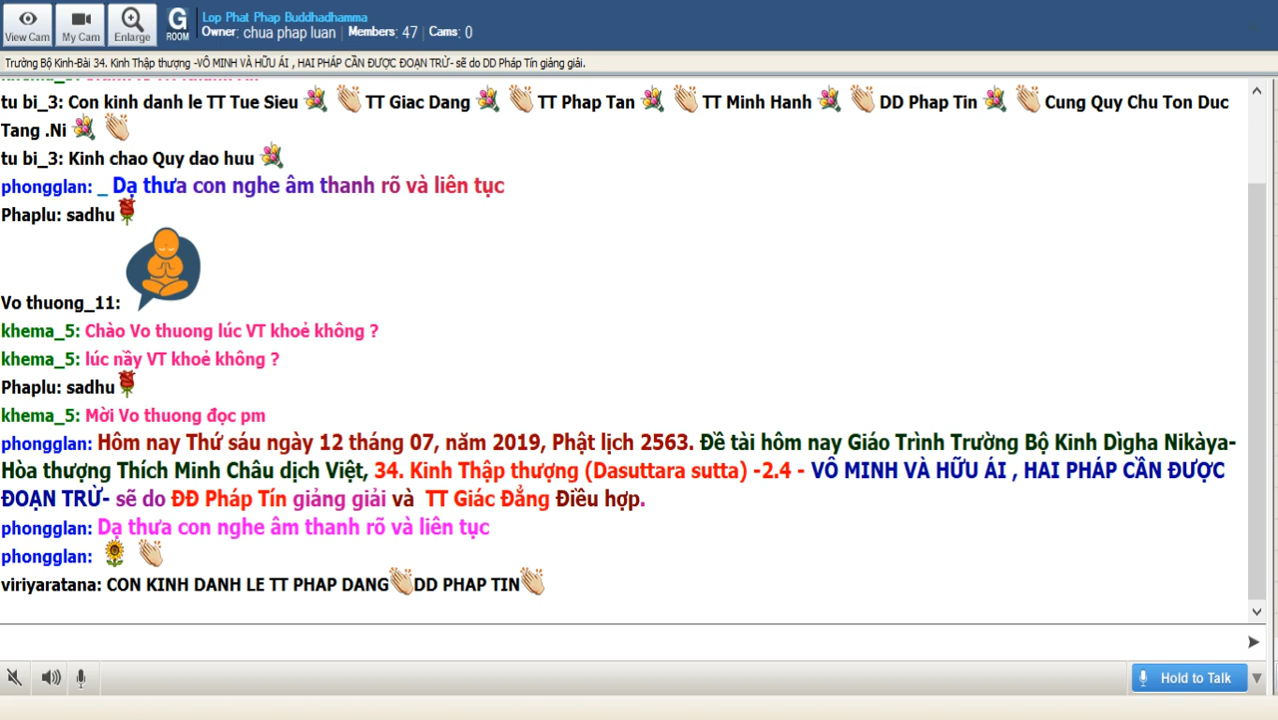 View Cam
My Cam
Enlarge
G
ROOM
Lop Phat Phap Buddhadhamma
Owner: chua phap luan | Members: 47 | Cams: 0
Trường Bộ Kinh-Bài 34. Kinh Thập thượng -VÔ MINH VÀ HỮU ÁI , HAI PHÁP CẦN ĐƯỢC ĐOẠN TRỪ- sẽ do DD Pháp Tín giảng giải.
tu bi_3: Con kinh danh le TT Tue Sieu TT Giac Dang TT Phap Tan TT Minh Hanh DD Phap Tin Cung Quy Chu Ton Duc
Tang .Ni
tu bi_3: Kinh chao Quy dao huu
phongglan: _ Dạ thưa con nghe âm thanh rõ và liên tục
Phaplu: sadhu
Vo thuong_11:
khema_5: Chào Vo thuong lúc VT khoẻ không ?
khema_5: lúc nầy VT khoẻ không ?
Phaplu: sadhu
khema_5: Mời Vo thuong đọc pm
phongglan: Hôm nay Thứ sáu ngày 12 tháng 07, năm 2019, Phật lịch 2563. Đề tài hôm nay Giáo Trình Trường Bộ Kinh Dìgha Nikàya-
Hòa thượng Thích Minh Châu dịch Việt, 34. Kinh Thập thượng (Dasuttara sutta) -2.4 - VÔ MINH VÀ HỮU ÁI , HAI PHÁP CẦN ĐƯỢC
ĐOẠN TRỪ- sẽ do ĐĐ Pháp Tín giảng giải và TT Giác Đẳng Điều hợp.
phongglan: Dạ thưa con nghe âm thanh rõ và liên tục
phongglan:
viriyaratana: CON KINH DANH LE TT PHAP DANG DD PHAP TIN
Hold to Talk